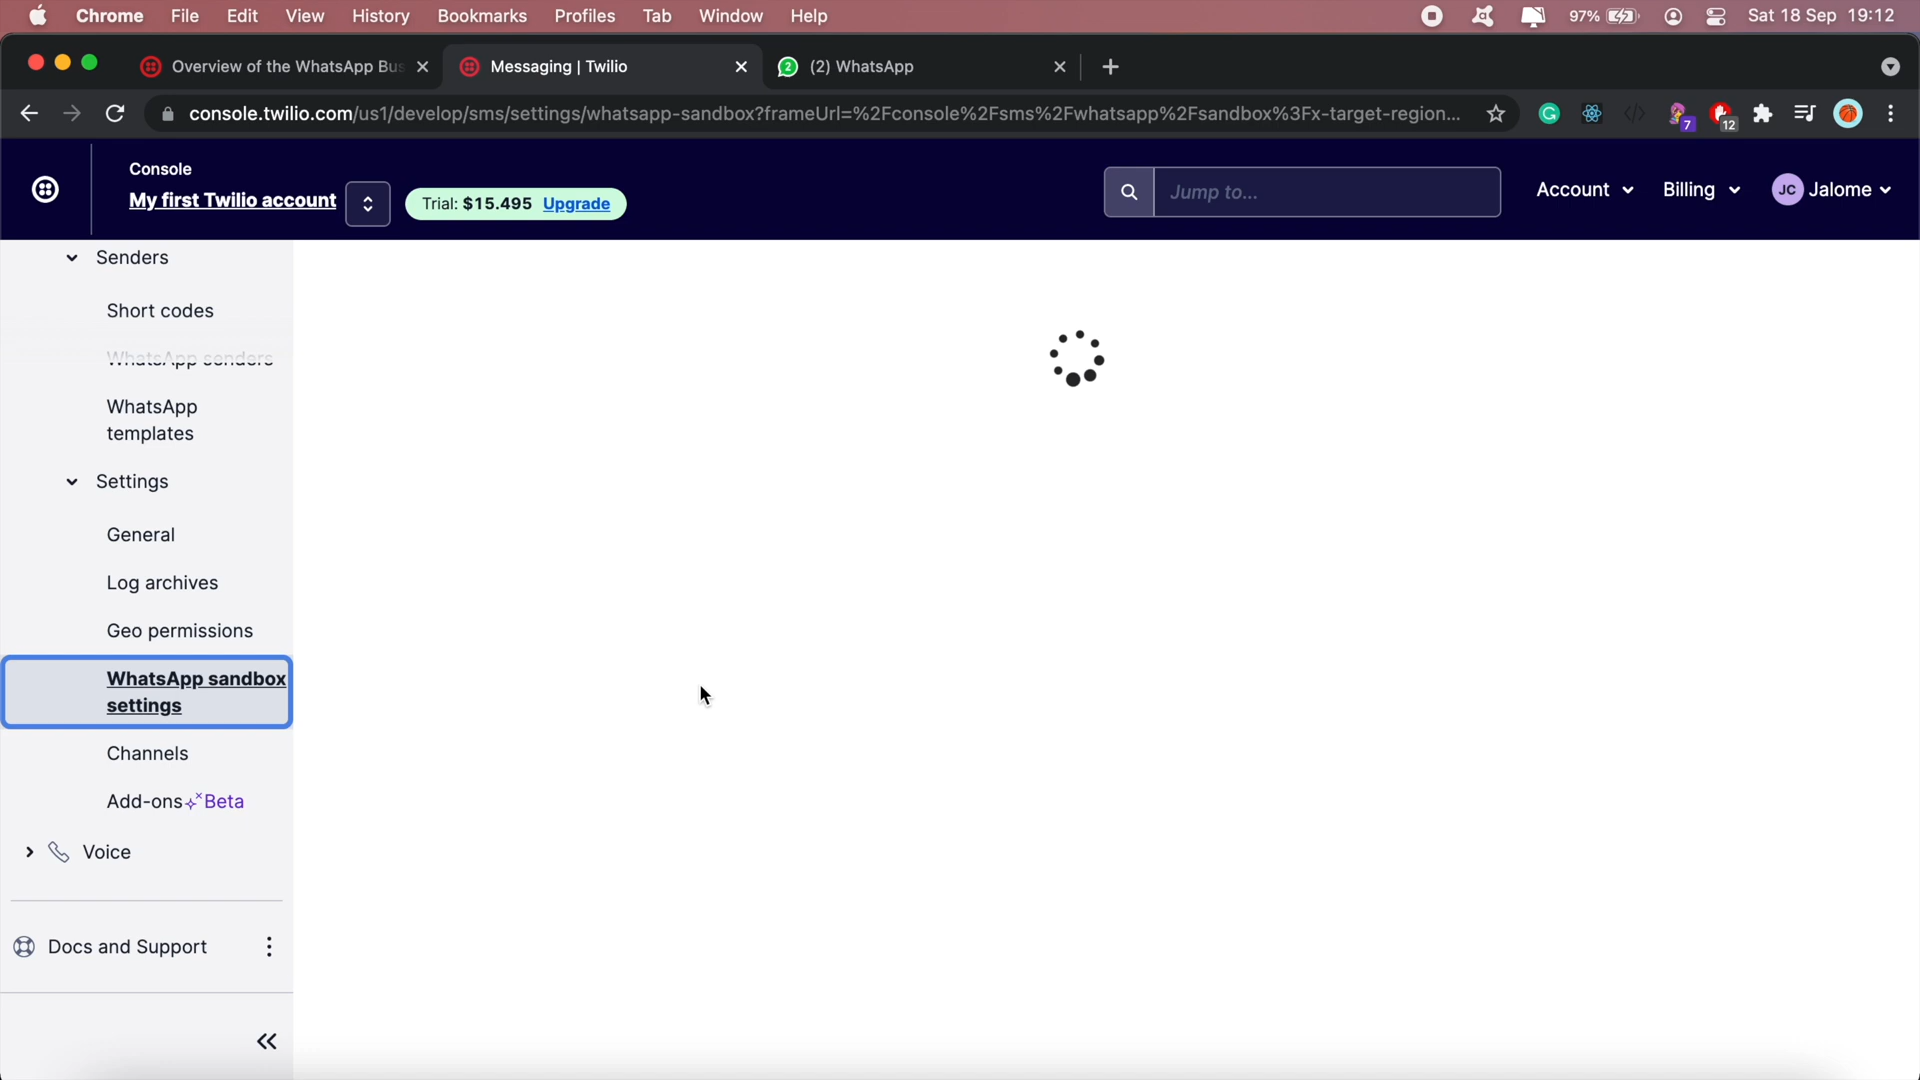 Chrome File Edit View History Bookmarks Profiles Tab Window Help 97% Sat 18 Sep 19:12
Overview of the WhatsApp Bus Messaging | Twilio 2 (2) WhatsApp
console.twilio.com/us1/develop/sms/settings/whatsapp-sandbox?frameUrl=%2Fconsole%2Fsms%2Fwhatsapp%2Fsandbox%3Fx-target-region... 7 12
Console
My first Twilio account Trial: $15.495 Upgrade Jump to... Account Billing JC Jalome
Senders
Short codes
WhatsApp senders
WhatsApp
templates
Settings
General
Log archives
Geo permissions
WhatsApp sandbox
settings
Channels
Add-ons Beta
Voice
Docs and Support